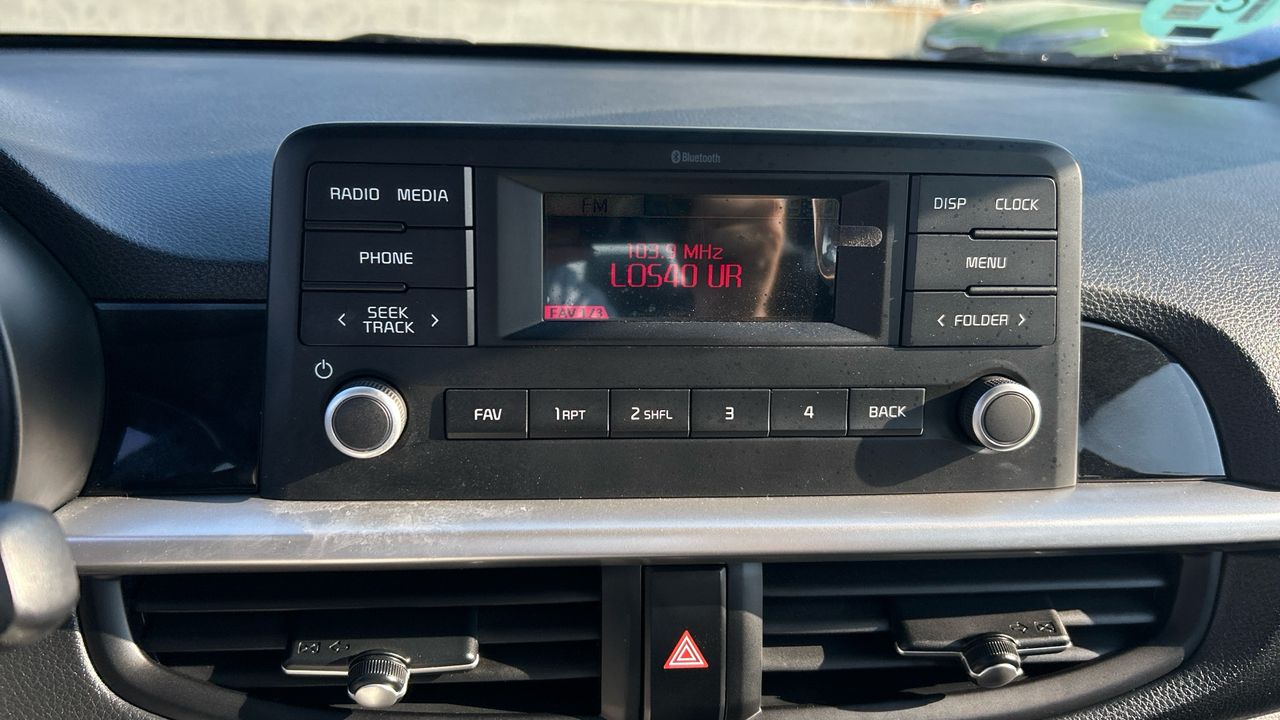 Bluetooth
RADIO MEDIA
DISP CLOCK
FM
PHONE
103.9 MHz
LOS40 UR
MENU
< SEEK TRACK >
FAV 1/3
< FOLDER >
FAV
1 RPT
2 SHFL
3
4
BACK